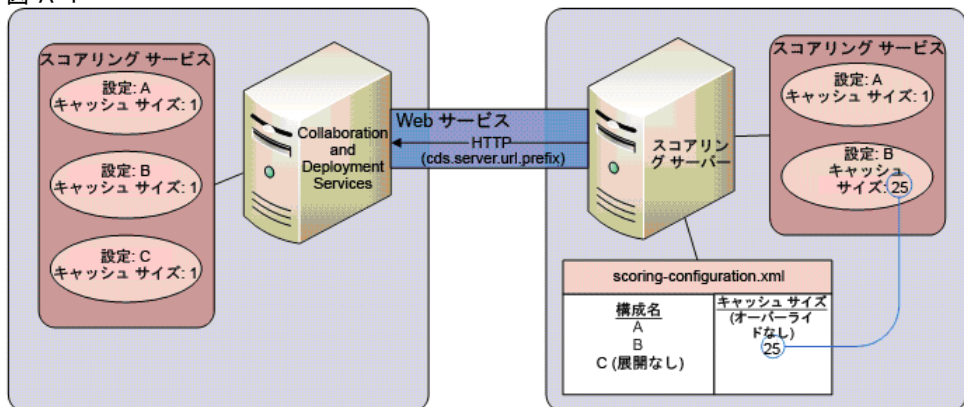 図 A-1
スコアリング サービス
設定: A
キャッシュ サイズ: 1
設定: B
キャッシュ サイズ: 1
設定: C
キャッシュ サイズ: 1
Collaboration
and
Deployment
Services
Web サービス
HTTP
(cds.server.url.prefix)
スコアリン
グ サーバー
スコアリング サービス
設定: A
キャッシュ サイズ: 1
設定: B
キャッシュ
サイズ: 25
scoring-configuration.xml
構成名
A
B
C (展開なし)
キャッシュ サイズ
(オーバーライ
ドなし)
25